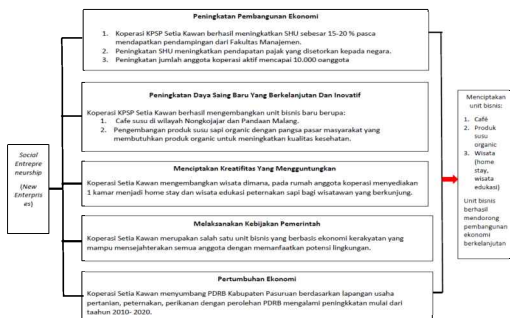 Social
Entrepre
neurship
(New
Enterpris
es)
Peningkatan Pembangunan Ekonomi
1. Koperasi KPSP Setia Kawan berhasil meningkatkan SHU sebesar 15-20 % pasca
mendapatkan pendampingan dari Fakultas Manajemen.
2. Peningkatan SHU meningkatkan pendapatan pajak yang disetorkan kepada negara.
3. Peningkatan jumlah anggota koperasi aktif mencapai 10.000 oanggota
Peningkatan Daya Saing Baru Yang Berkelanjutan Dan Inovatif
Koperasi KPSP Setia Kawan berhasil mengembangkan unit bisnis baru berupa:
1. Cafe susu di wilayah Nongkojajar dan Pandaan Malang.
2. Pengembangan produk susu sapi organic dengan pangsa pasar masyarakat yang
membutuhkan produk organic untuk meningkatkan kualitas kesehatan.
Menciptakan Kreatifitas Yang Mengguntungkan
Koperasi Setia Kawan mengembangkan wisata dimana, pada rumah anggota koperasi menyediakan
1 kamar menjadi home stay dan wisata edukasi peternakan sapi bagi wisatawan yang berkunjung.
Melaksanakan Kebijakan Pemerintah
Koperasi Setia Kawan merupakan salah satu unit bisnis yang berbasis ekonomi kerakyatan yang
mampu mensejahterakan semua anggota dengan memanfaatkan potensi lingkungan.
Pertumbuhan Ekonomi
Koperasi Setia Kawan menyumbang PDRB Kabupaten Pasuruan berdasarkan lapangan usaha
pertanian, peternakan, perikanan dengan perolehan PDRB mengalami peningkkatan mulai dari
taahun 2010- 2020.
Menciptakan
unit bisnis:
1. Café
2. Produk
susu
organic
3. Wisata
(home
stay,
wisata
edukasi)
Unit bisnis
berhasil
mendorong
pembangunan
ekonomi
berkelanjutan